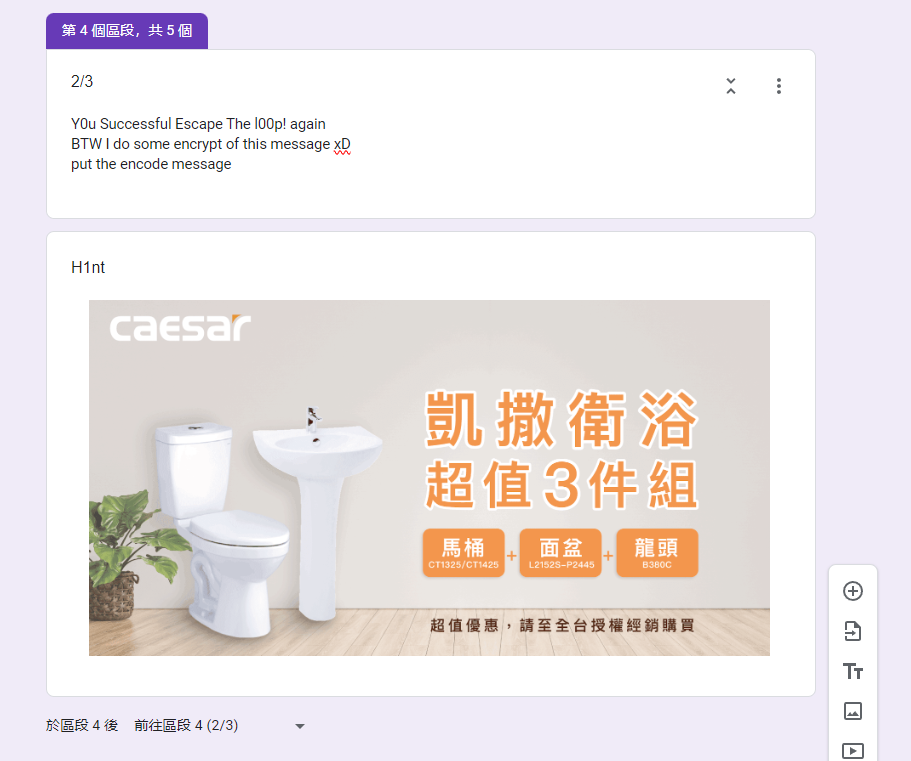 第 4 個區段，共 5 個
2/3
Y0u Successful Escape The l00p! again
BTW I do some encrypt of this message xD
put the encode message
H1nt
caesar
凱撒衛浴
超值3件組
馬桶
CT1325/CT1425
+
面盆
L2152S-P2445
+
龍頭
B380C
超值優惠，請至全台授權經銷購買
Tт
於區段 4 後 前往區段 4 (2/3)